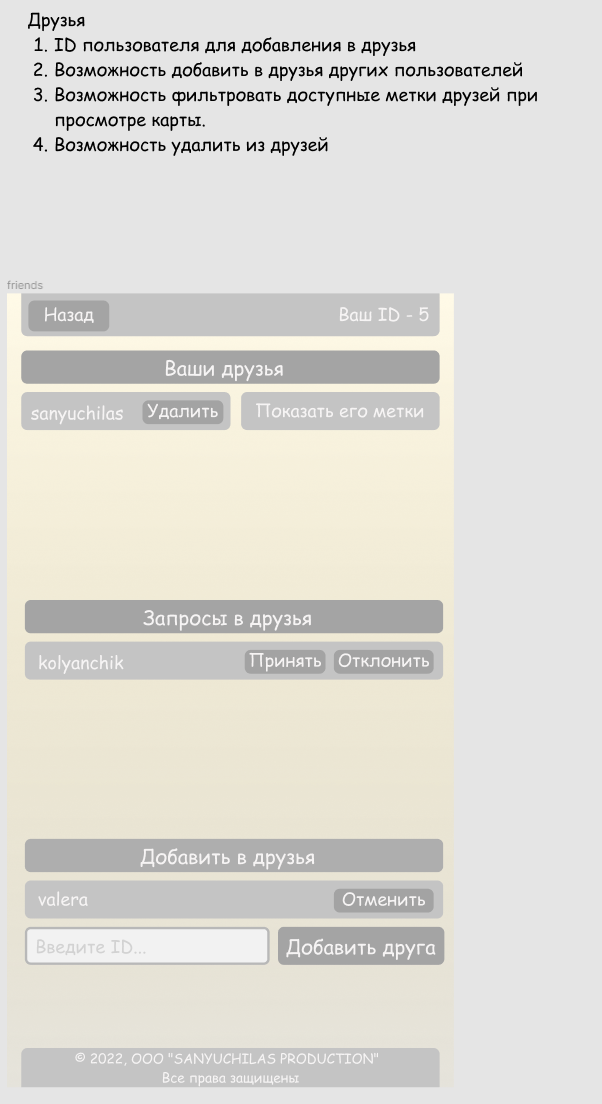 Друзья
1. ID пользователя для добавления в друзья
2. Возможность добавить в друзья других пользователей
3. Возможность фильтровать доступные метки друзей при
просмотре карты.
4. Возможность удалить из друзей
friends
Назад Ваш ID - 5
Ваши друзья
sanyuchilas Удалить Показать его метки
Запросы в друзья
kolyanchik Принять Отклонить
Добавить в друзья
valera Отменить
Введите ID... Добавить друга
© 2022, ООО "SANYUCHILAS PRODUCTION"
Все права защищены